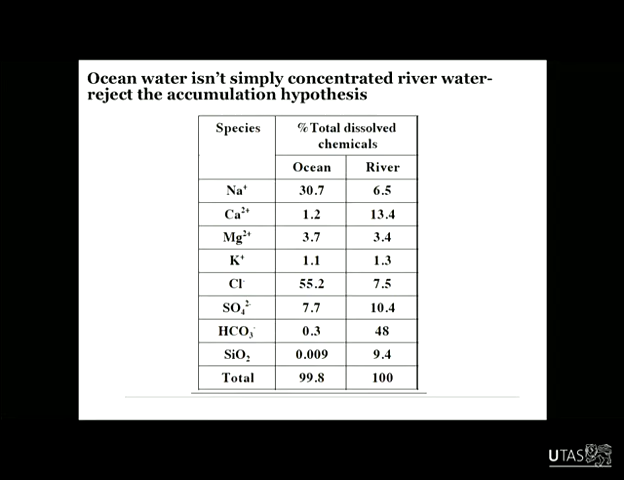 Ocean water isn't simply concentrated river water-
reject the accumulation hypothesis
Species % Total dissolved
chemicals
Ocean River
Na⁺ 30.7 6.5
Ca²⁺ 1.2 13.4
Mg²⁺ 3.7 3.4
K⁺ 1.1 1.3
Cl⁻ 55.2 7.5
SO₄²⁻ 7.7 10.4
HCO₃⁻ 0.3 48
SiO₂ 0.009 9.4
Total 99.8 100
UTAS